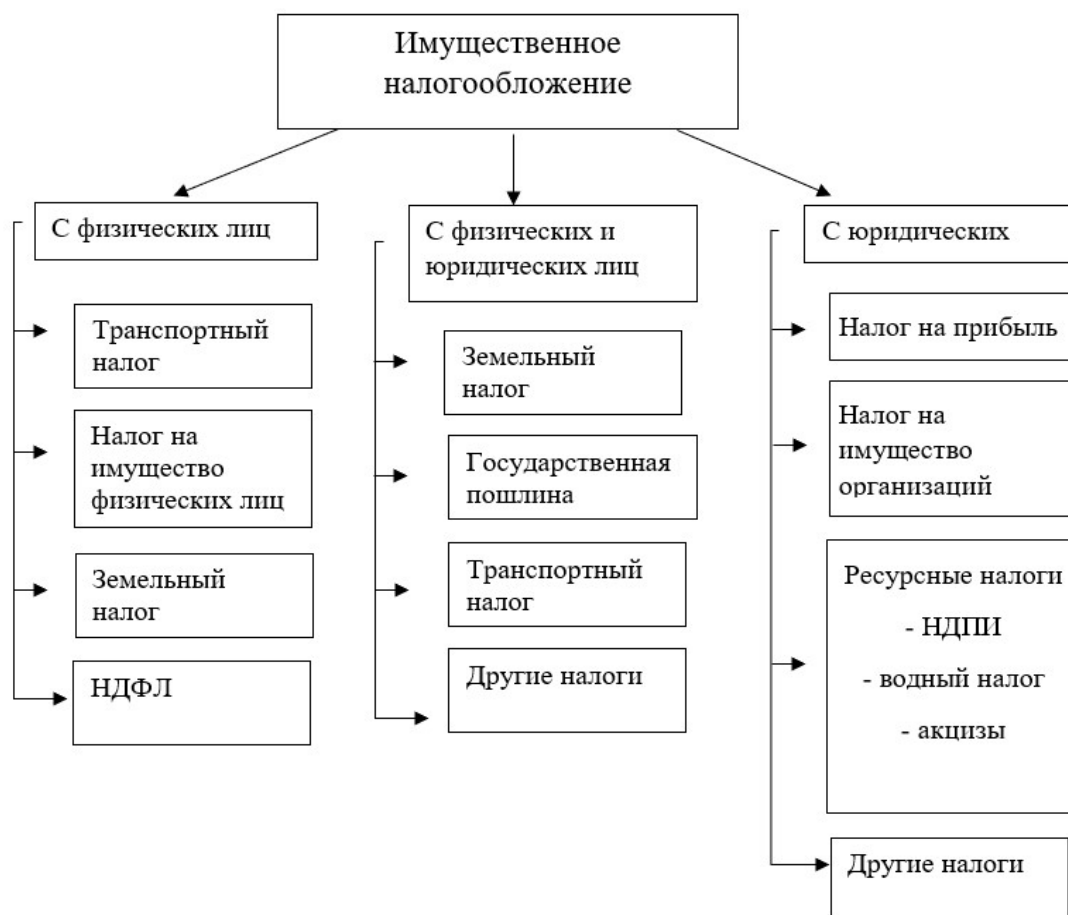 Имущественное
налогообложение
С физических лиц
Транспортный
налог
Налог на
имущество
физических лиц
Земельный
налог
НДФЛ
С физических и
юридических лиц
Земельный
налог
Государственная
пошлина
Транспортный
налог
Другие налоги
С юридических
Налог на прибыль
Налог на
имущество
организаций
Ресурсные налоги
- НДПИ
- водный налог
- акцизы
Другие налоги